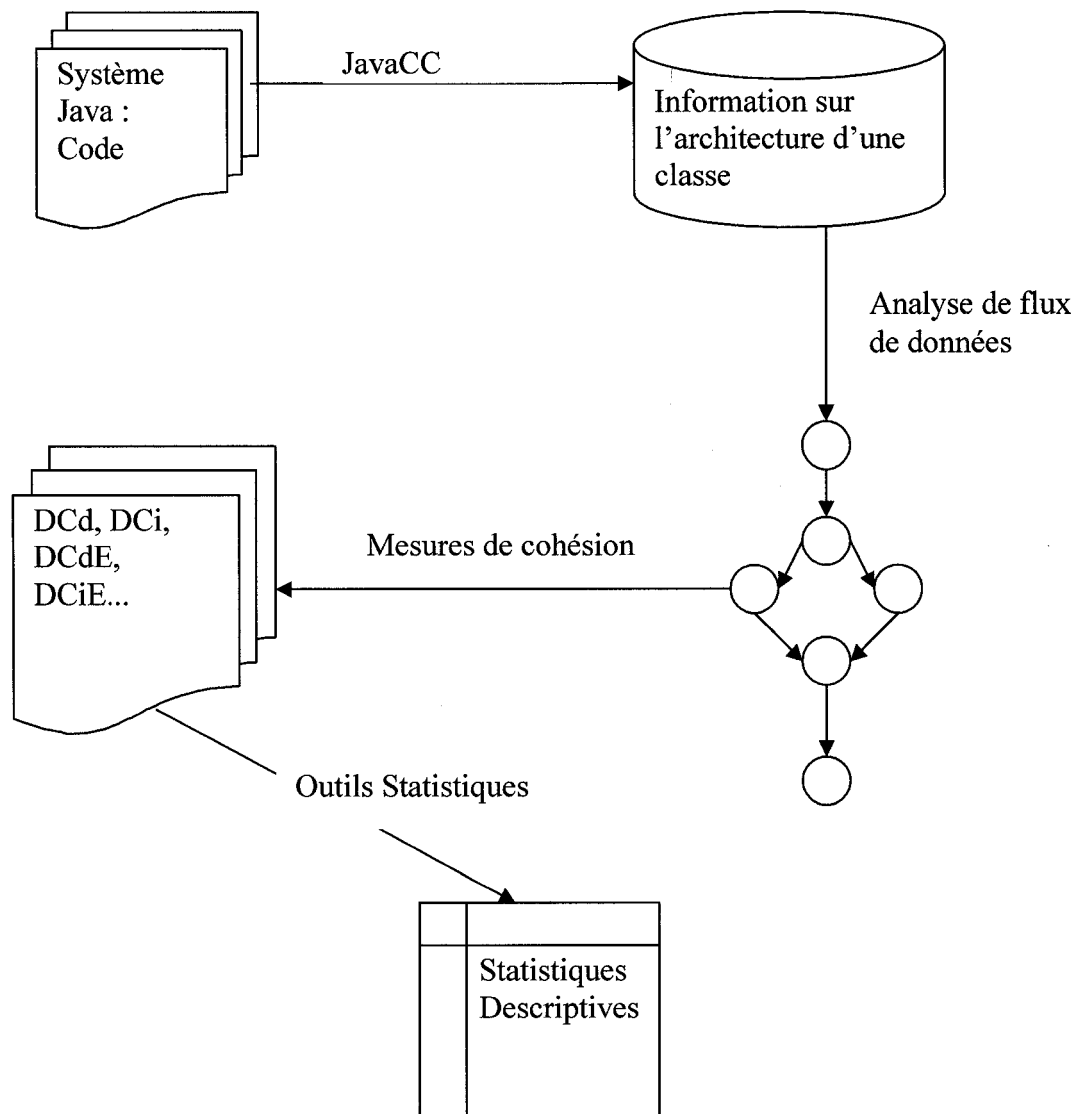 Système
Java :
Code
JavaCC
Information sur
l'architecture d'une
classe
Analyse de flux
de données
DCd, DCi,
DCdE,
DCiE...
Mesures de cohésion
Outils Statistiques
Statistiques
Descriptives